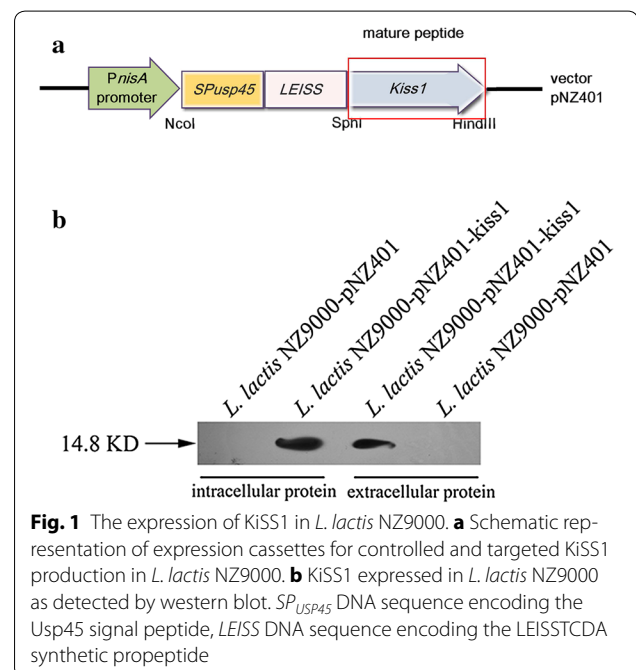 a
mature peptide
PnisA
promoter
SPusp45
LEISS
Kiss1
vector
pNZ401
NcoI
SphI
HindIII
b
L. lactis NZ9000-pNZ401
L. lactis NZ9000-pNZ401-kiss1
L. lactis NZ9000-pNZ401-kiss1
L. lactis NZ9000-pNZ401
14.8 KD
intracellular protein
extracellular protein
Fig. 1 The expression of KiSS1 in L. lactis NZ9000. a Schematic rep-
resentation of expression cassettes for controlled and targeted KiSS1
production in L. lactis NZ9000. b KiSS1 expressed in L. lactis NZ9000
as detected by western blot. SPUSP45 DNA sequence encoding the
Usp45 signal peptide, LEISS DNA sequence encoding the LEISSTCDA
synthetic propeptide